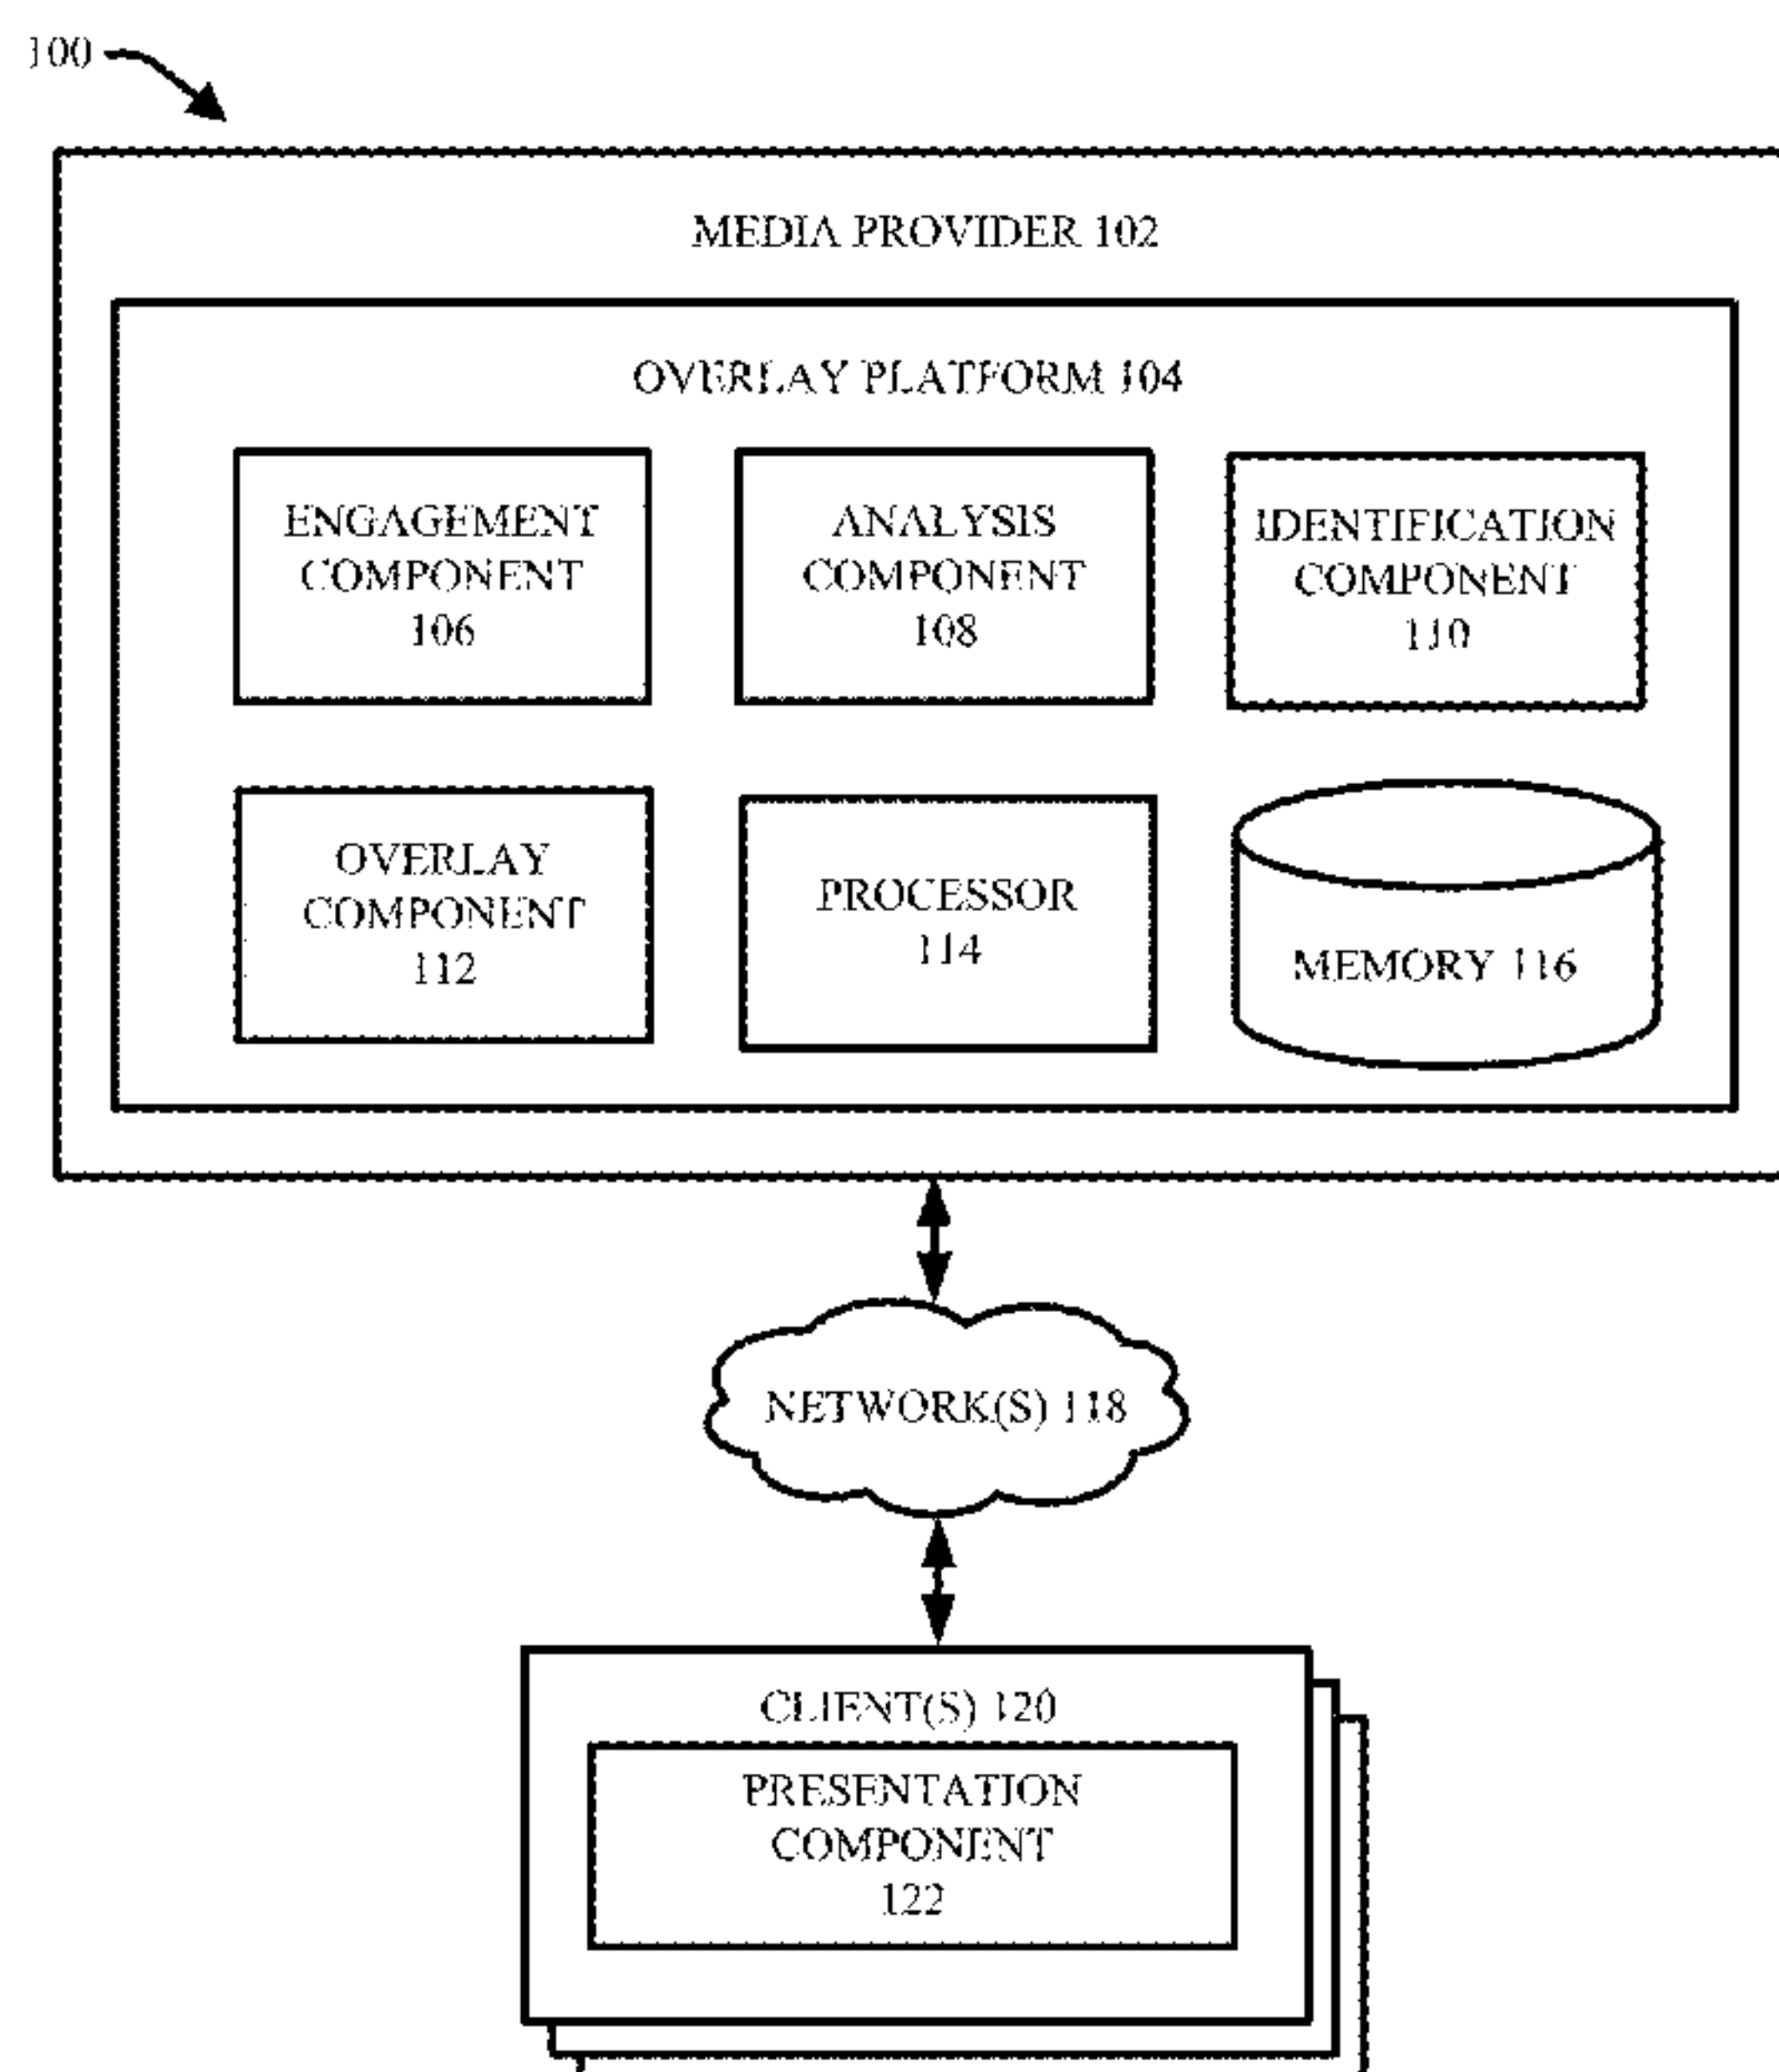 100
MEDIA PROVIDER 102
OVERLAY PLATFORM 104
ENGAGEMENT
COMPONENT
106
ANALYSIS
COMPONENT
108
IDENTIFICATION
COMPONENT
110
OVERLAY
COMPONENT
112
PROCESSOR
114
MEMORY 116
NETWORK(S) 118
CLIENT(S) 120
PRESENTATION
COMPONENT
122